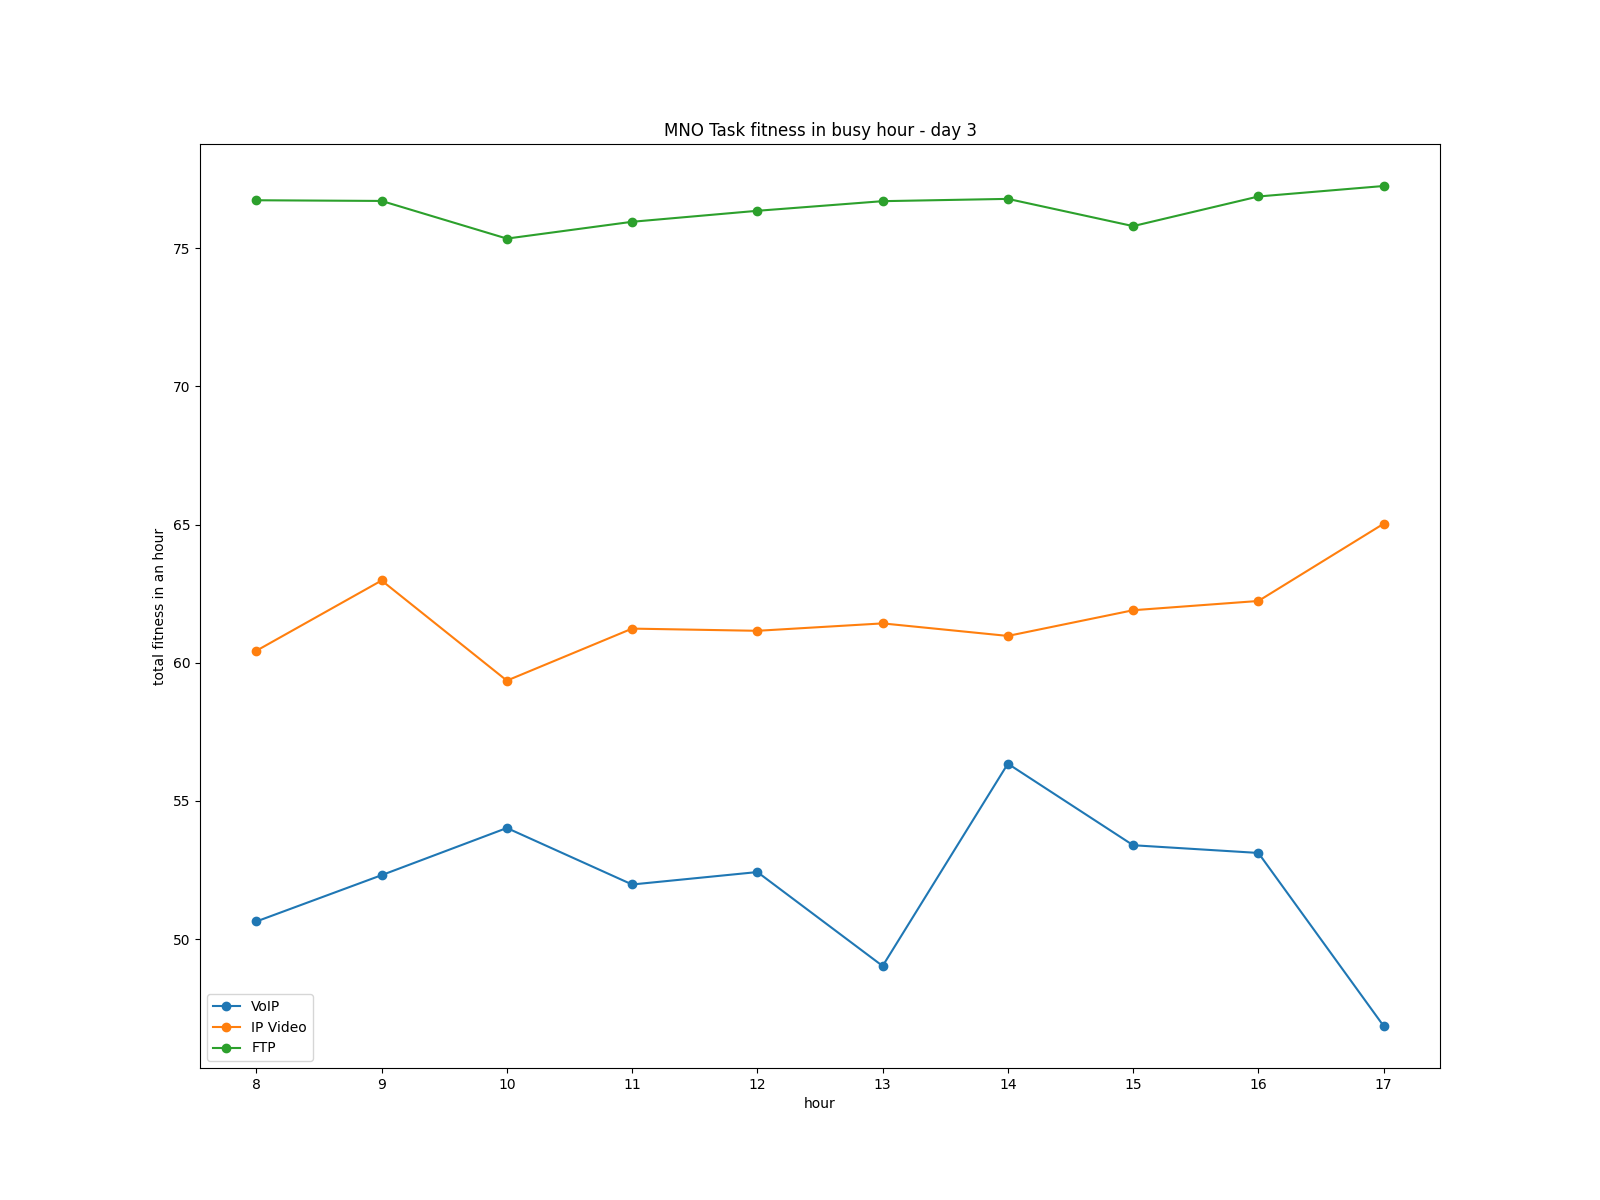 MNO Task fitness in busy hour - day 3
total fitness in an hour
75
70
65
60
55
50
VoIP
IP Video
FTP
8 9 10 11 12 13 14 15 16 17
hour